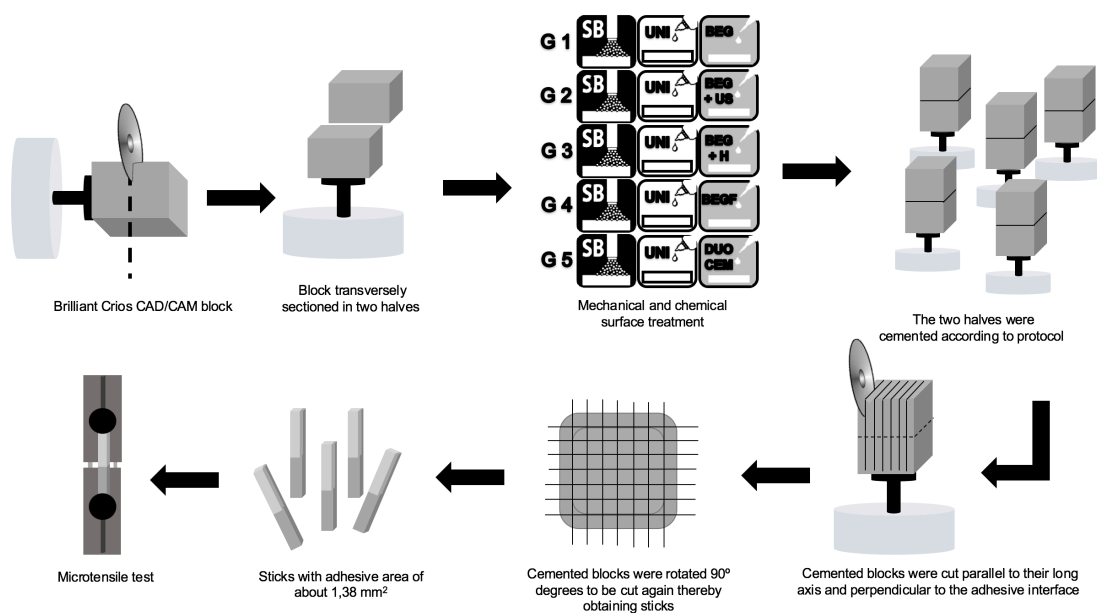 G 1 SB UNI BEG
G 2 SB UNI BEG
+ US
G 3 SB UNI BEG
+ H
G 4 SB UNI BEGF
G 5 SB UNI DUO
CEM
Brilliant Crios CAD/CAM block
Block transversely
sectioned in two halves
Mechanical and chemical
surface treatment
The two halves were
cemented according to protocol
Microtensile test
Sticks with adhesive area of
about 1,38 mm²
Cemented blocks were rotated 90º
degrees to be cut again thereby
obtaining sticks
Cemented blocks were cut parallel to their long
axis and perpendicular to the adhesive interface